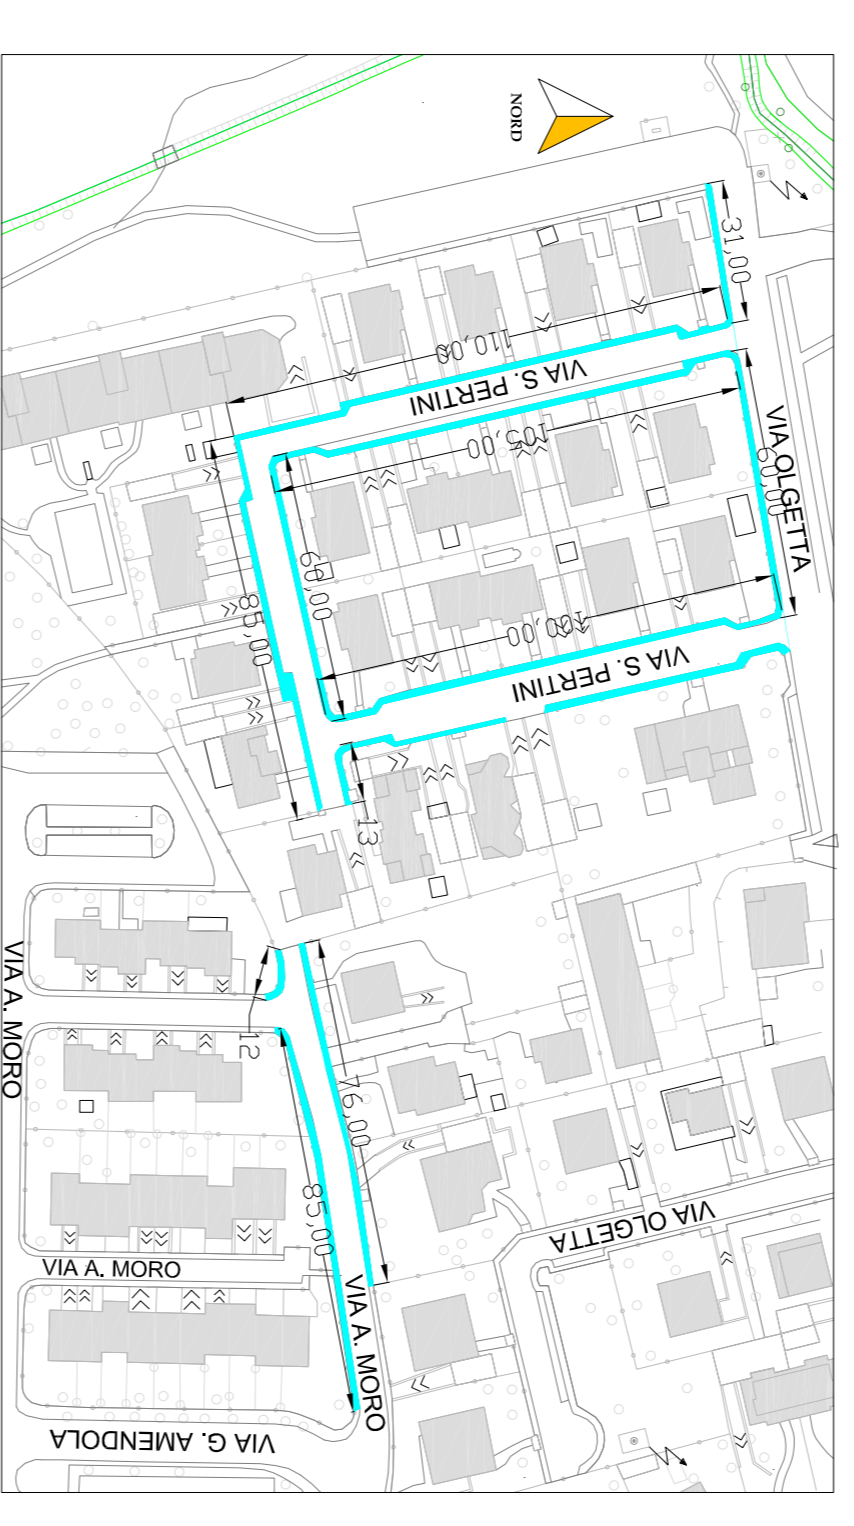 NORD
31,00
110,00
VIA S. PERTINI
105,00
VIA OLGETTA
60,00
66,00
85,00
100,00
VIA S. PERTINI
13
VIA A. MORO
12
76,00
85,00
VIA OLGETTA
VIA A. MORO
VIA A. MORO
VIA G. AMENDOLA